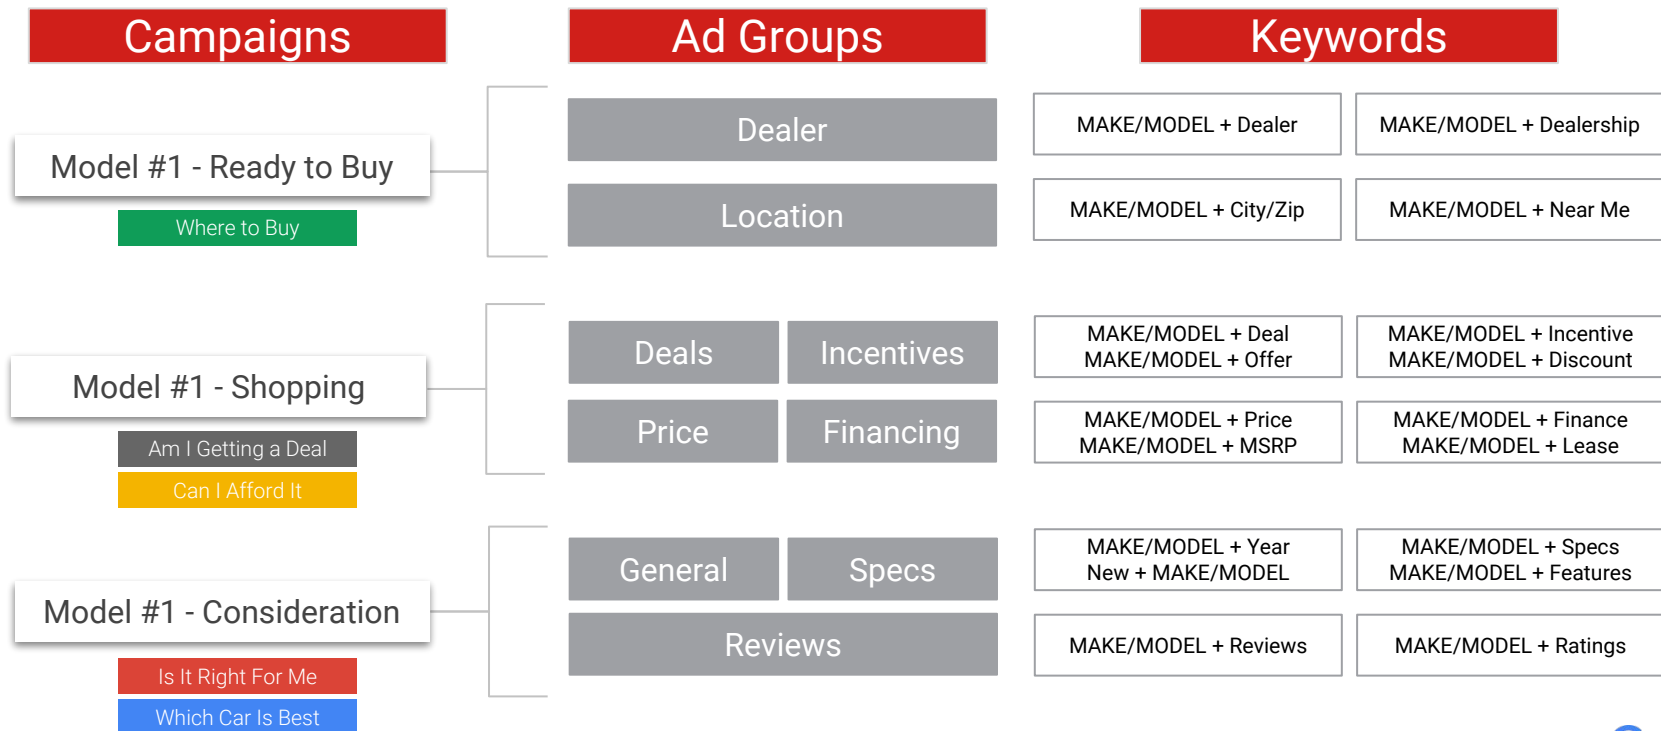 Campaigns
Ad Groups
Keywords
Model #1 - Ready to Buy
Where to Buy
Dealer
MAKE/MODEL + Dealer
MAKE/MODEL + Dealership
Location
MAKE/MODEL + City/Zip
MAKE/MODEL + Near Me
Model #1 - Shopping
Am I Getting a Deal
Can I Afford It
Deals
Incentives
MAKE/MODEL + Deal
MAKE/MODEL + Offer
MAKE/MODEL + Incentive
MAKE/MODEL + Discount
Price
Financing
MAKE/MODEL + Price
MAKE/MODEL + MSRP
MAKE/MODEL + Finance
MAKE/MODEL + Lease
Model #1 - Consideration
Is It Right For Me
Which Car Is Best
General
Specs
MAKE/MODEL + Year
New + MAKE/MODEL
MAKE/MODEL + Specs
MAKE/MODEL + Features
Reviews
MAKE/MODEL + Reviews
MAKE/MODEL + Ratings